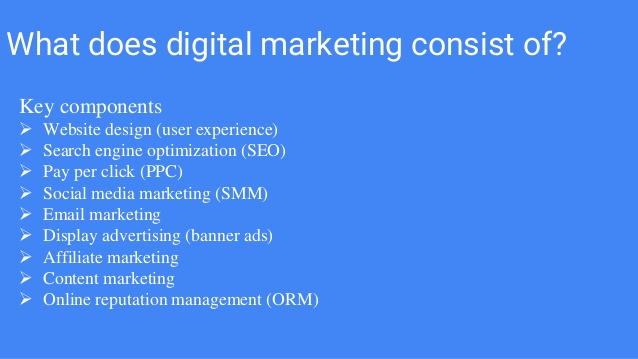 What does digital marketing consist of?
Key components
➢ Website design (user experience)
➢ Search engine optimization (SEO)
➢ Pay per click (PPC)
➢ Social media marketing (SMM)
➢ Email marketing
➢ Display advertising (banner ads)
➢ Affiliate marketing
➢ Content marketing
➢ Online reputation management (ORM)